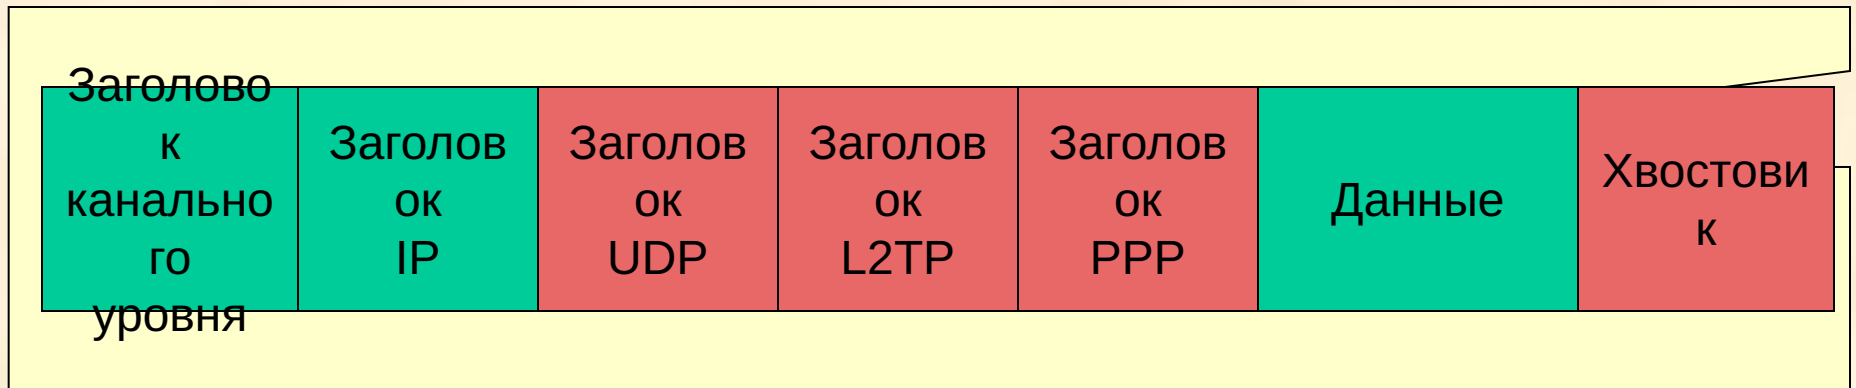 Заголово
к
канально
го
уровня
Заголов
ок
IP
Заголов
ок
UDP
Заголов
ок
L2TP
Заголов
ок
PPP
Данные
Хвостови
к